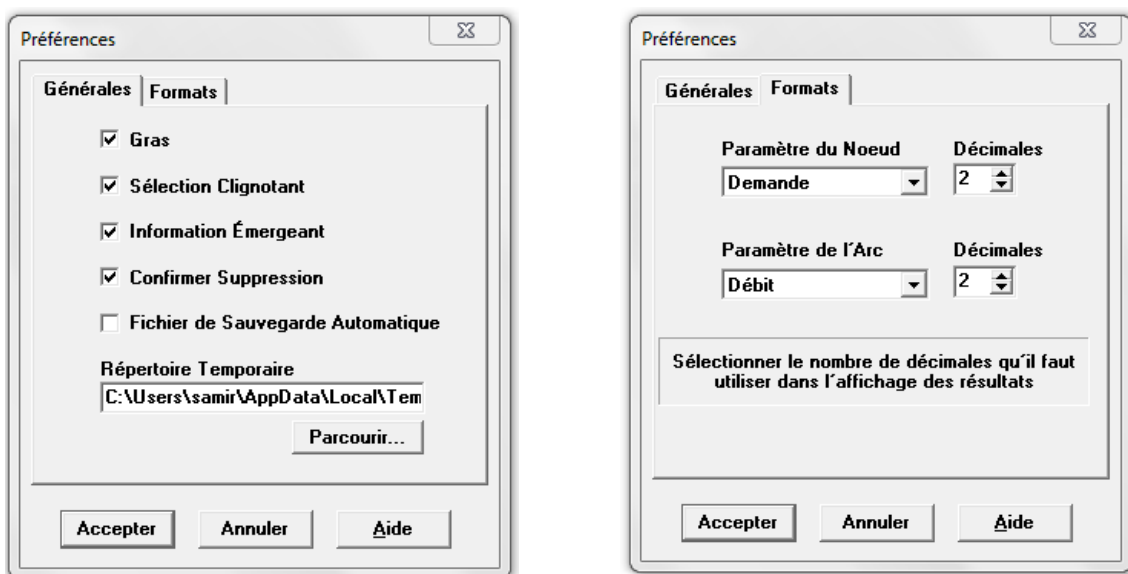 Préférences
Générales Formats
Gras
Sélection Clignotant
Information Émergeant
Confirmer Suppression
Fichier de Sauvegarde Automatique
Répertoire Temporaire
C:\Users\samir\AppData\Local\Tem
Parcourir...
Accepter Annuler Aide
Préférences
Générales Formats
Paramètre du Noeud Décimales
Demande 2
Paramètre de l´Arc Décimales
Débit 2
Sélectionner le nombre de décimales qu´il faut
utiliser dans l´affichage des résultats
Accepter Annuler Aide